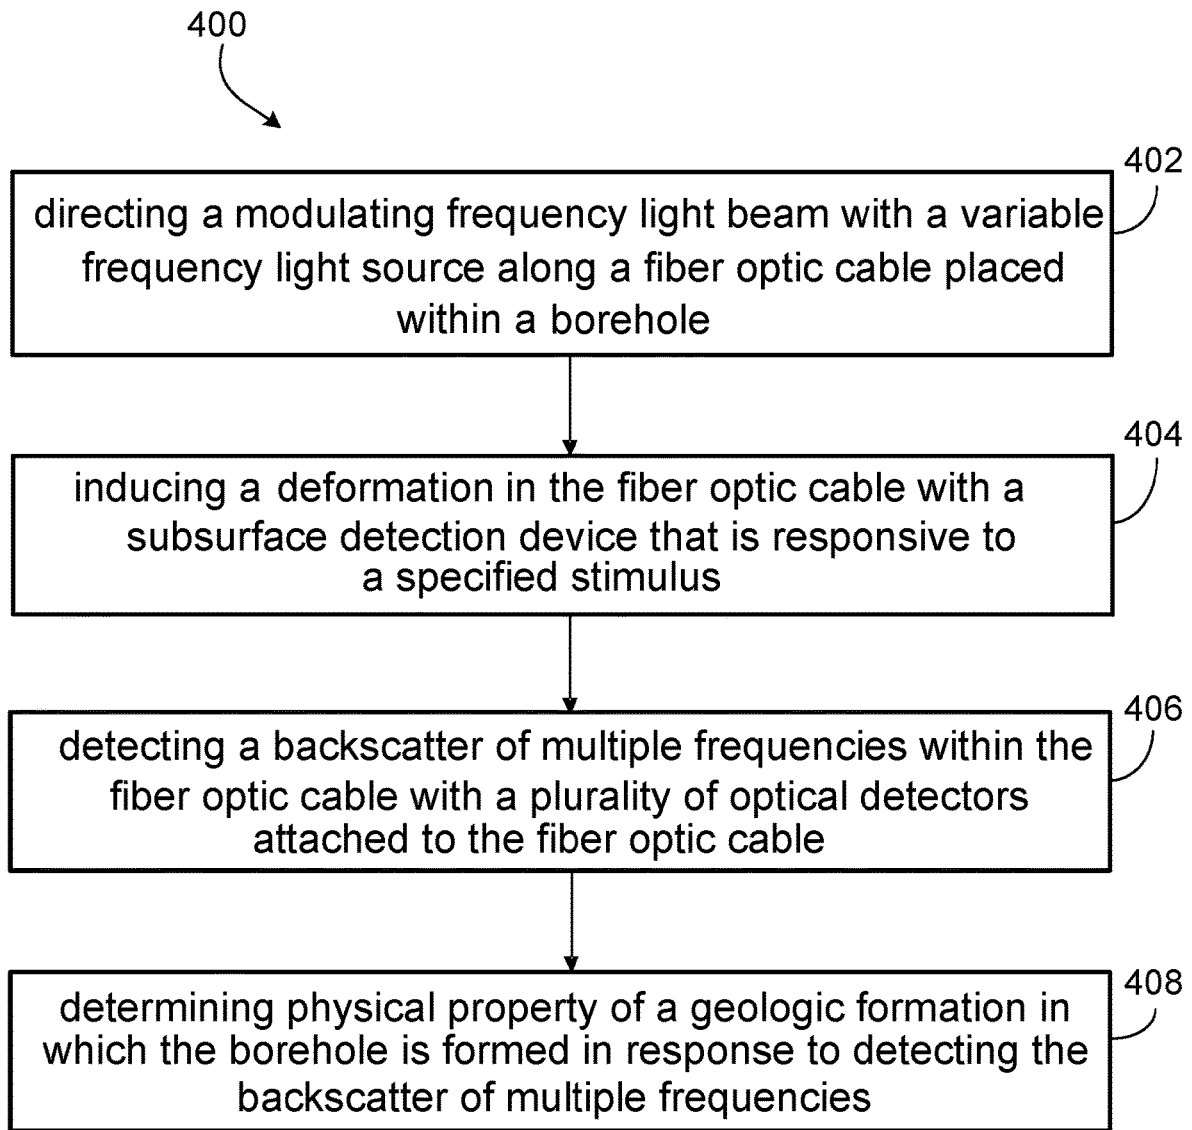 400
402
directing a modulating frequency light beam with a variable
frequency light source along a fiber optic cable placed
within a borehole
404
inducing a deformation in the fiber optic cable with a
subsurface detection device that is responsive to
a specified stimulus
406
detecting a backscatter of multiple frequencies within the
fiber optic cable with a plurality of optical detectors
attached to the fiber optic cable
408
determining physical property of a geologic formation in
which the borehole is formed in response to detecting the
backscatter of multiple frequencies